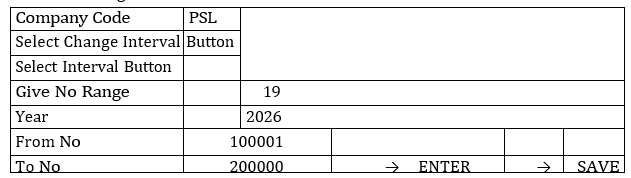 Company Code PSL
Select Change Interval Button
Select Interval Button
Give No Range 19
Year 2026
From No 100001
To No 200000 → ENTER → SAVE